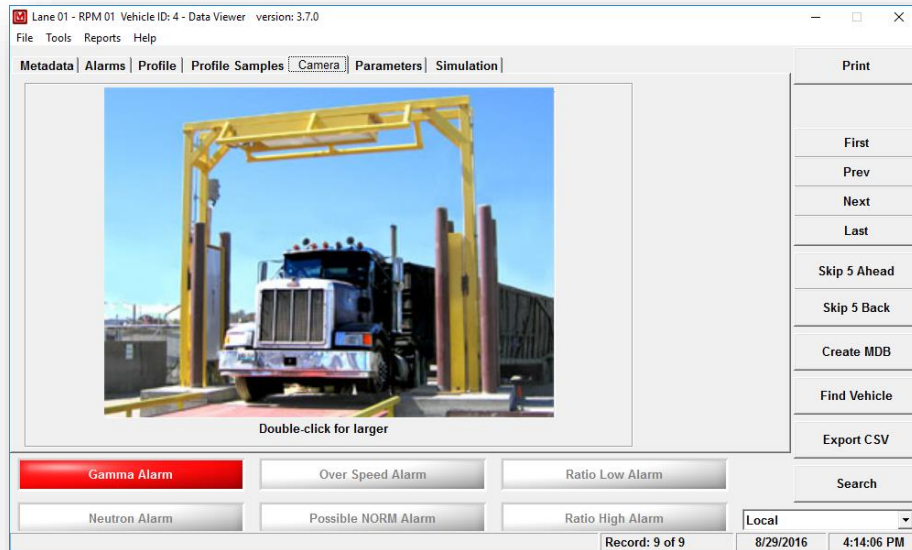 Lane 01 - RPM 01 Vehicle ID: 4 - Data Viewer version: 3.7.0
File Tools Reports Help
Metadata Alarms Profile Profile Samples Camera Parameters Simulation
Print
First
Prev
Next
Last
Skip 5 Ahead
Skip 5 Back
Create MDB
Find Vehicle
Export CSV
Search
Double-click for larger
Gamma Alarm Over Speed Alarm Ratio Low Alarm
Neutron Alarm Possible NORM Alarm Ratio High Alarm
Local
Record: 9 of 9 8/29/2016 4:14:06 PM